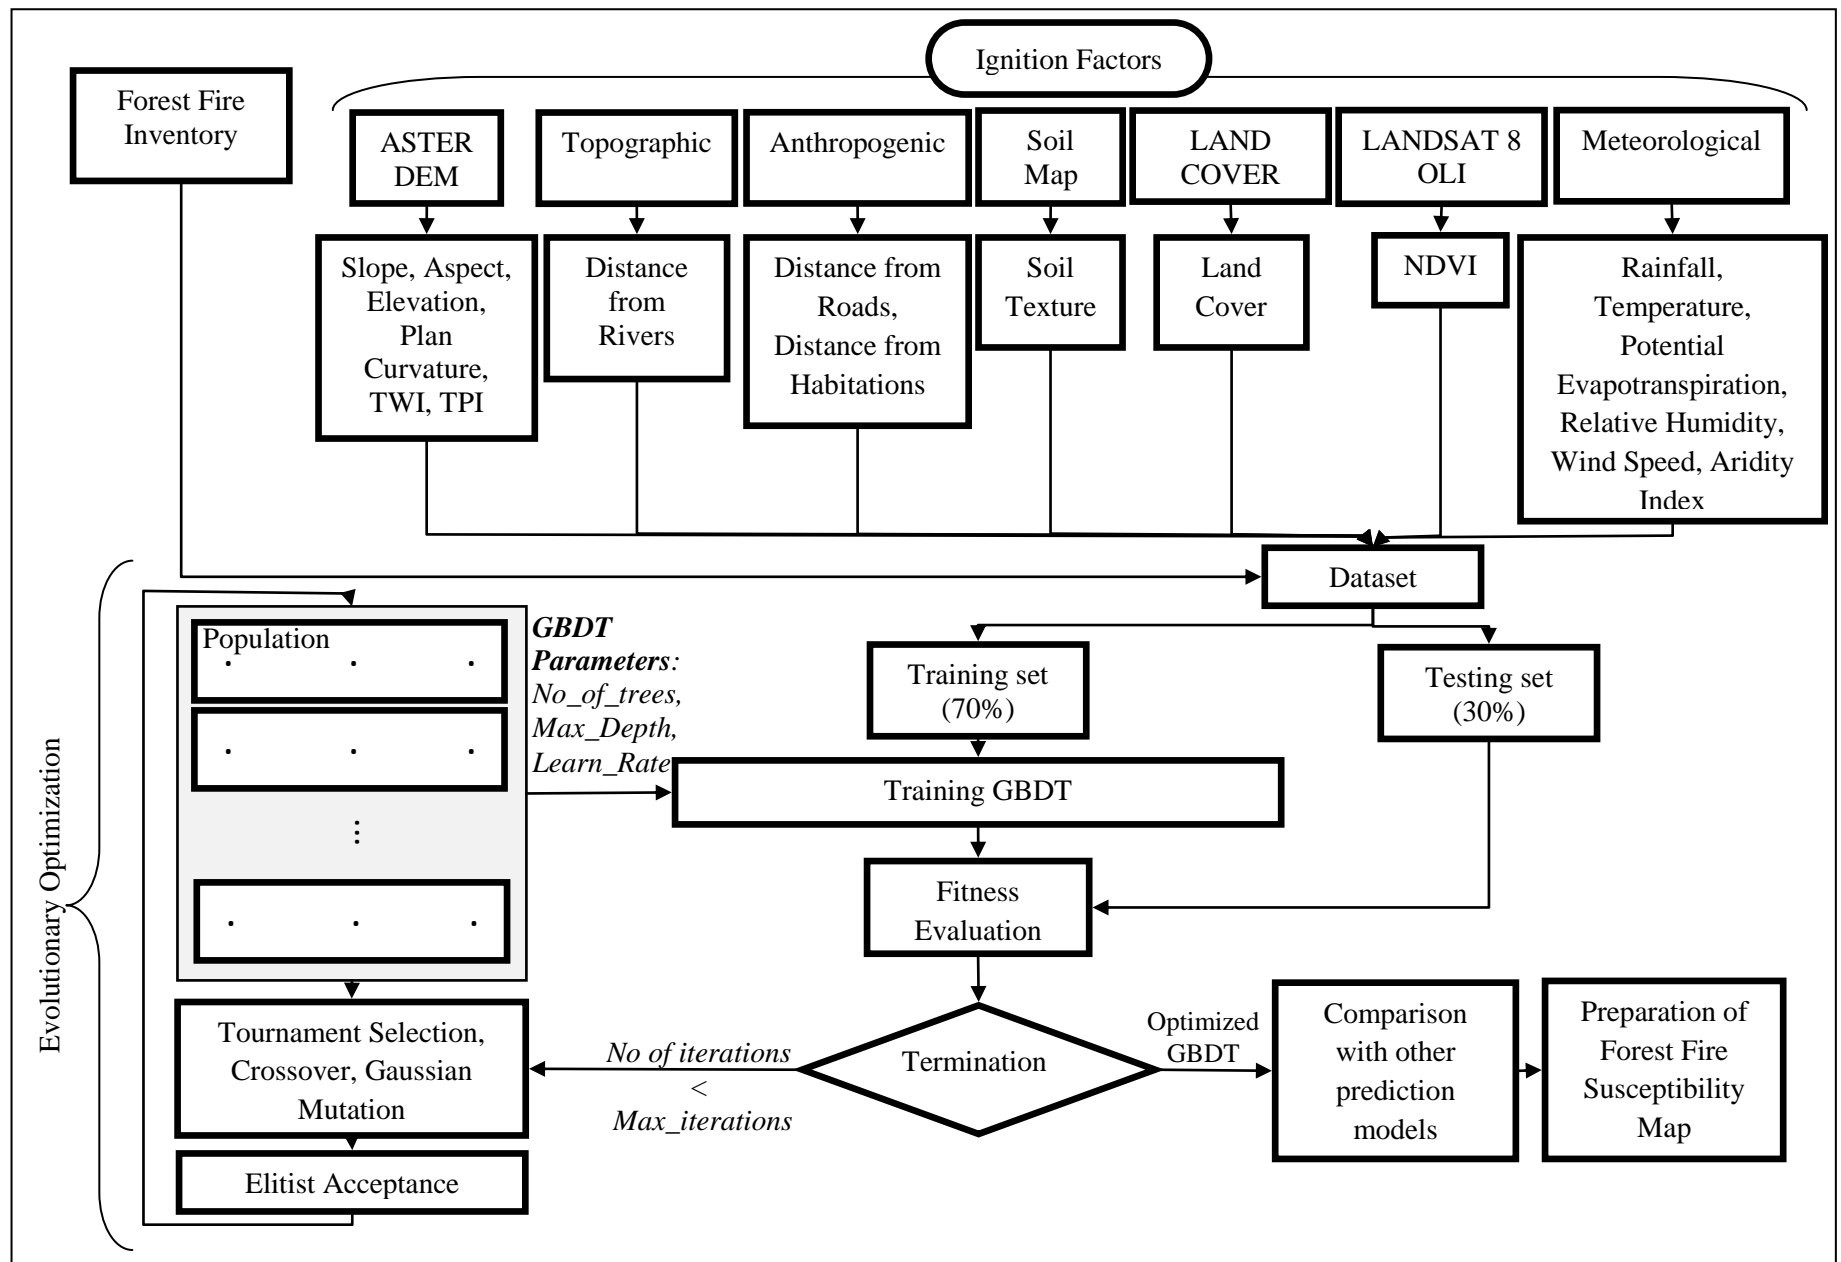 Ignition Factors
Forest Fire
Inventory
ASTER
DEM
Topographic
Anthropogenic
Soil
Map
LAND
COVER
LANDSAT 8
OLI
Meteorological
Slope, Aspect,
Elevation,
Plan
Curvature,
TWI, TPI
Distance
from
Rivers
Distance from
Roads,
Distance from
Habitations
Soil
Texture
Land
Cover
NDVI
Rainfall,
Temperature,
Potential
Evapotranspiration,
Relative Humidity,
Wind Speed, Aridity
Index
Dataset
Evolutionary Optimization
Population
. . .
. . .
⋮
. . .
GBDT
Parameters:
No_of_trees,
Max_Depth,
Learn_Rate
Training set
(70%)
Testing set
(30%)
Training GBDT
Fitness
Evaluation
Termination
No of iterations
<
Max_iterations
Optimized
GBDT
Comparison
with other
prediction
models
Preparation of
Forest Fire
Susceptibility
Map
Tournament Selection,
Crossover, Gaussian
Mutation
Elitist Acceptance